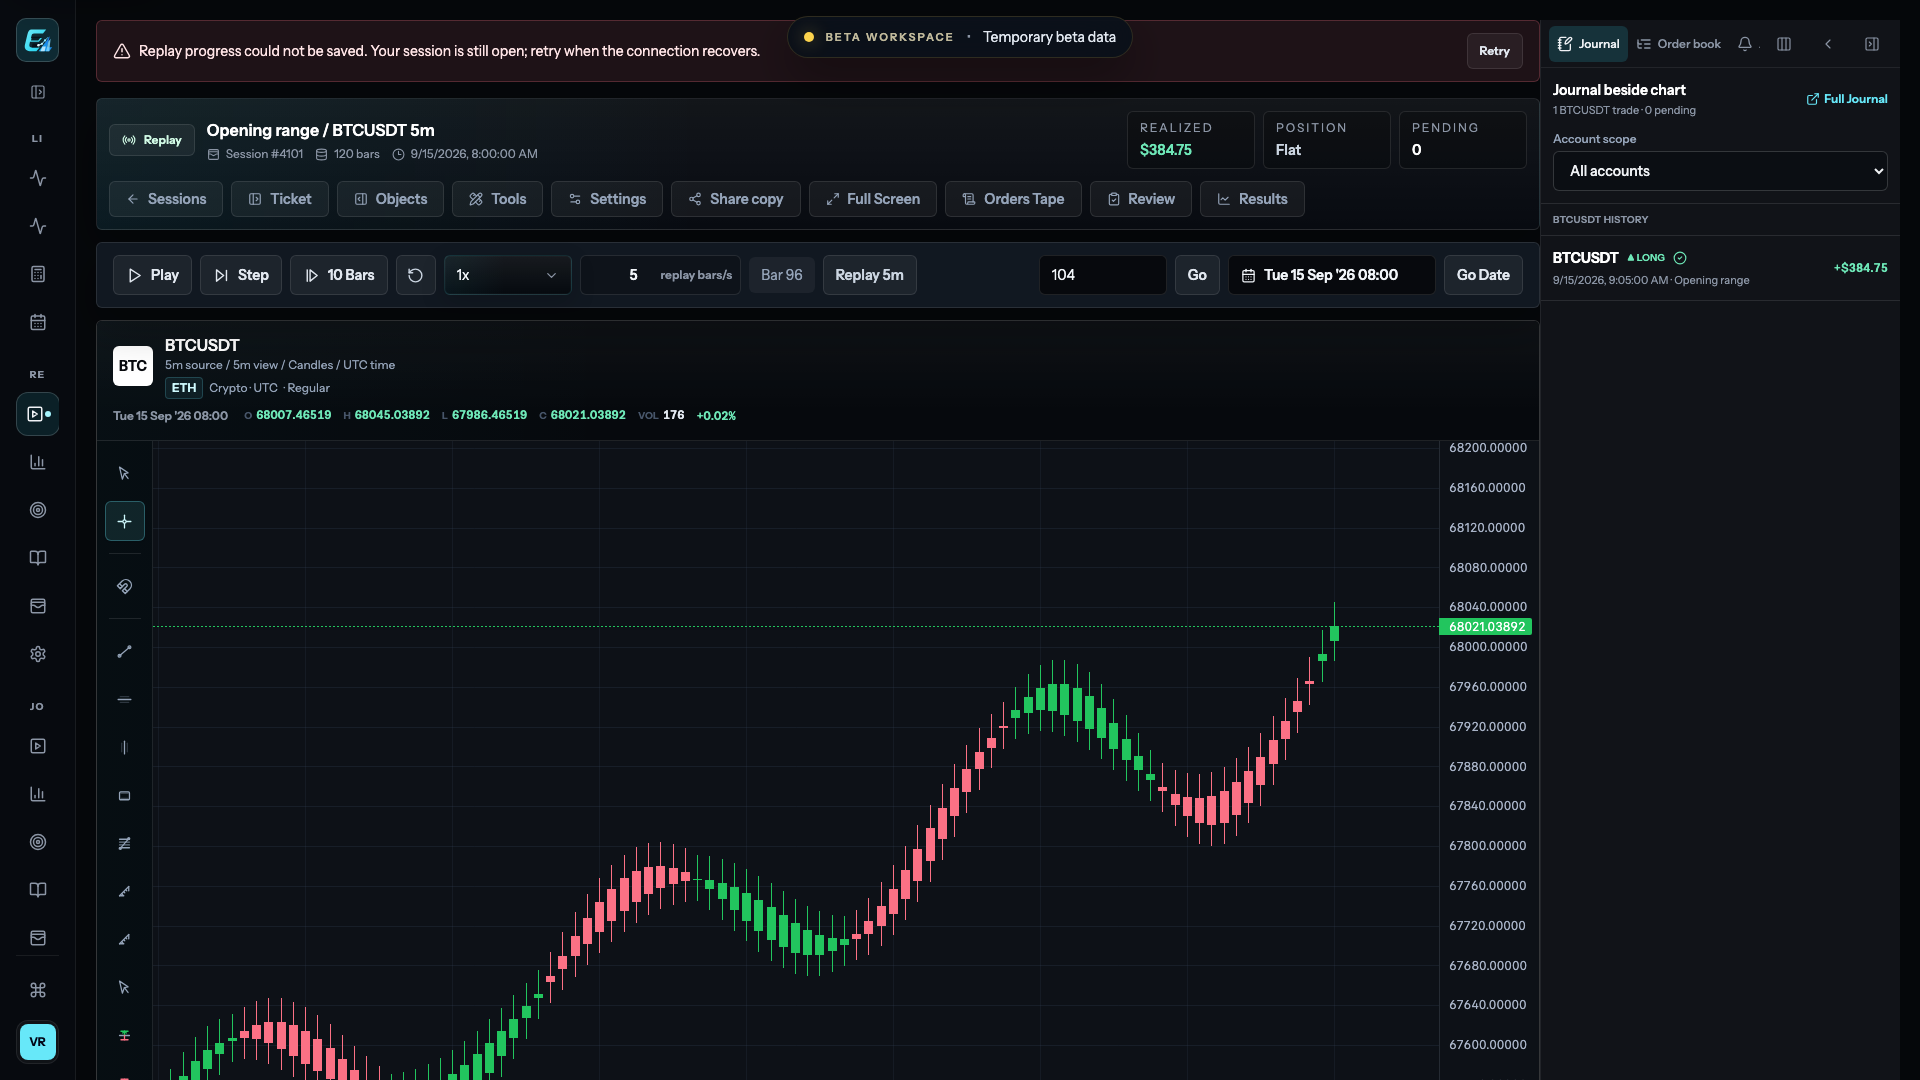 Replay progress could not be saved. Your session is still open; retry when the connection recovers.
BETA WORKSPACE · Temporary beta data
Retry
Journal
Order book
Replay
Opening range / BTCUSDT 5m
Session #4101
120 bars
9/15/2026, 8:00:00 AM
REALIZED
$384.75
POSITION
Flat
PENDING
0
Sessions
Ticket
Objects
Tools
Settings
Share copy
Full Screen
Orders Tape
Review
Results
Play
Step
10 Bars
1x
5 replay bars/s
Bar 96
Replay 5m
104
Go
Tue 15 Sep '26 08:00
Go Date
BTC
BTCUSDT
5m source / 5m view / Candles / UTC time
ETH Crypto · UTC · Regular
Tue 15 Sep '26 08:00 O 68007.46519 H 68045.03892 L 67986.46519 C 68021.03892 VOL 176 +0.02%
68200.00000
68160.00000
68120.00000
68080.00000
68040.00000
68021.03892
68000.00000
67960.00000
67920.00000
67880.00000
67840.00000
67800.00000
67760.00000
67720.00000
67680.00000
67640.00000
67600.00000
Journal beside chart
1 BTCUSDT trade · 0 pending
Full Journal
Account scope
All accounts
BTCUSDT HISTORY
BTCUSDT LONG
9/15/2026, 9:05:00 AM · Opening range
+$384.75
LI
RE
JO
VR